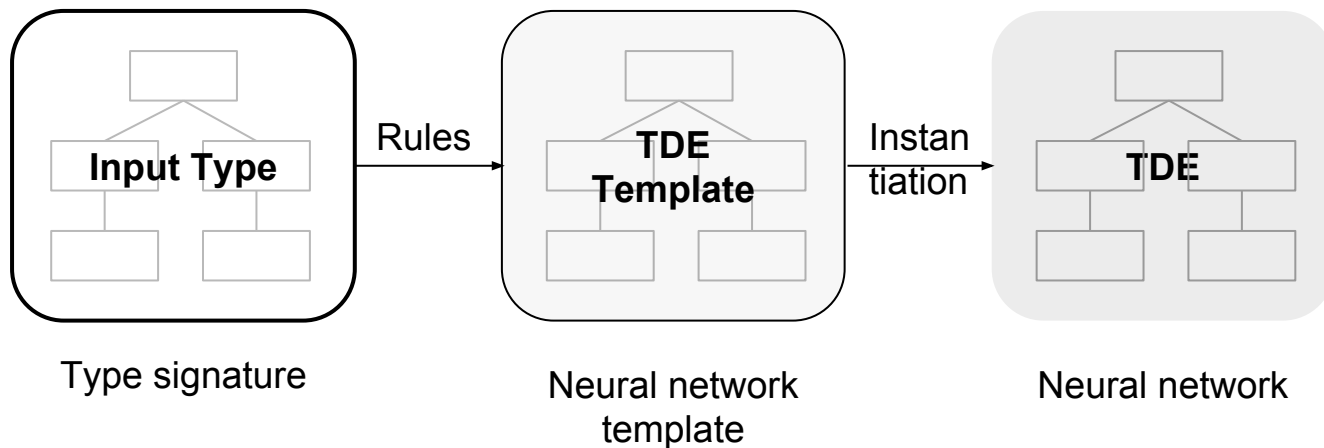 Input Type
Rules
TDE
Template
Instan
tiation
TDE
Type signature
Neural network
template
Neural network